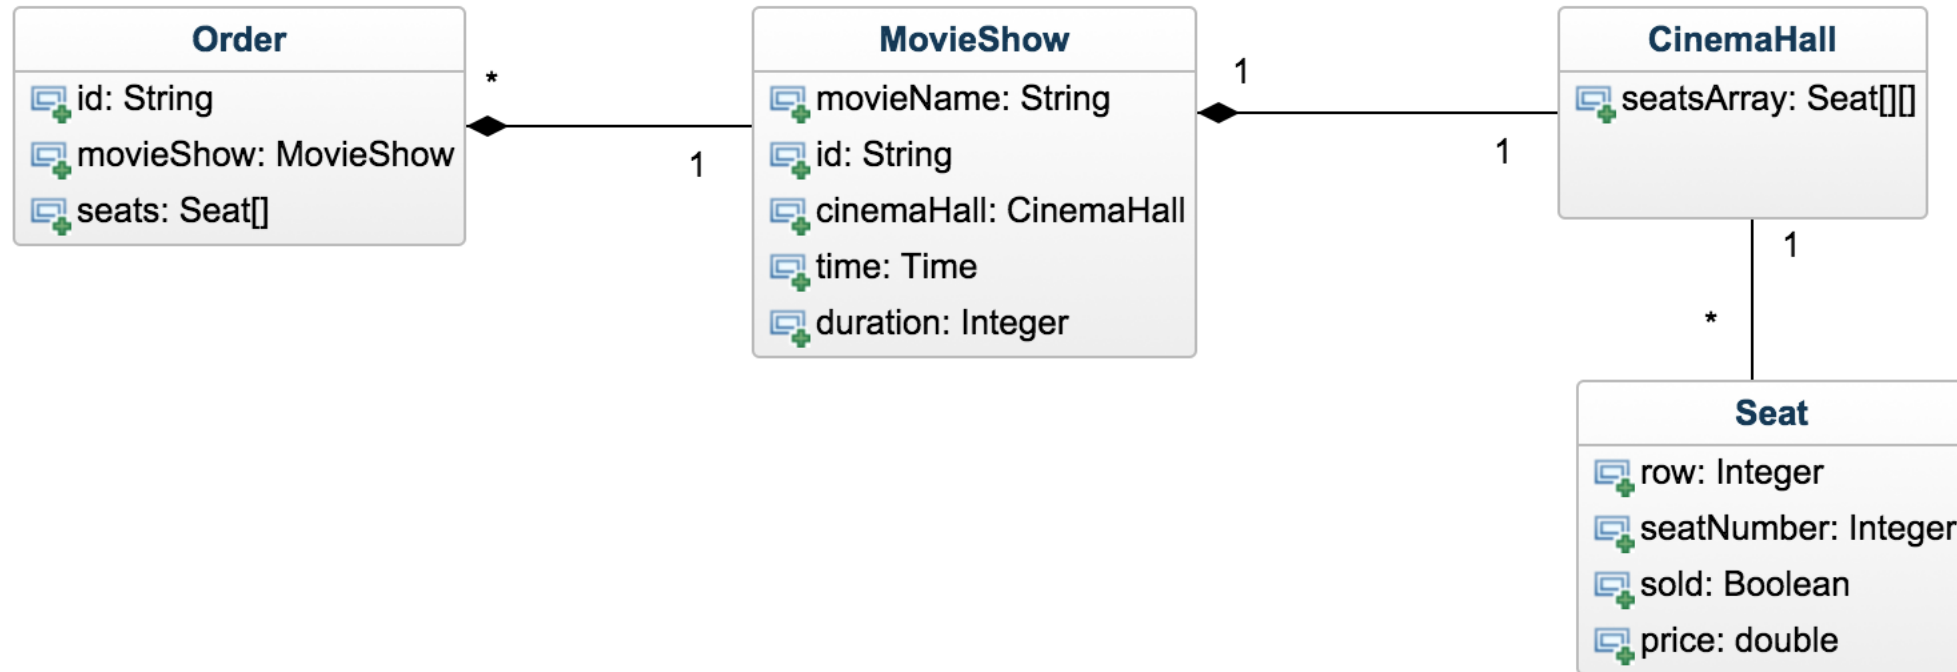 Order
id: String
movieShow: MovieShow
seats: Seat[]
*
1
MovieShow
movieName: String
id: String
cinemaHall: CinemaHall
time: Time
duration: Integer
1
1
CinemaHall
seatsArray: Seat[][]
1
*
Seat
row: Integer
seatNumber: Integer
sold: Boolean
price: double